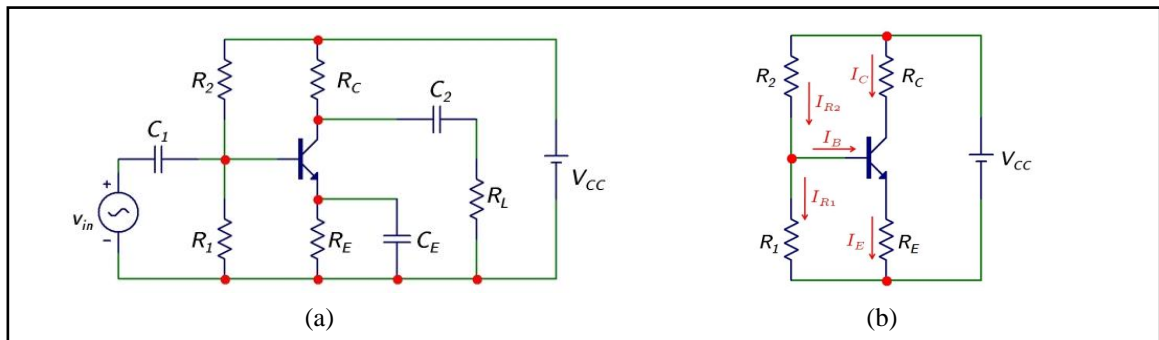 R2
RC
C2
C1
+
vin
−
R1
RE
CE
RL
VCC
(a)
R2
IR2
IC
RC
IB
IR1
R1
IE
RE
VCC
(b)